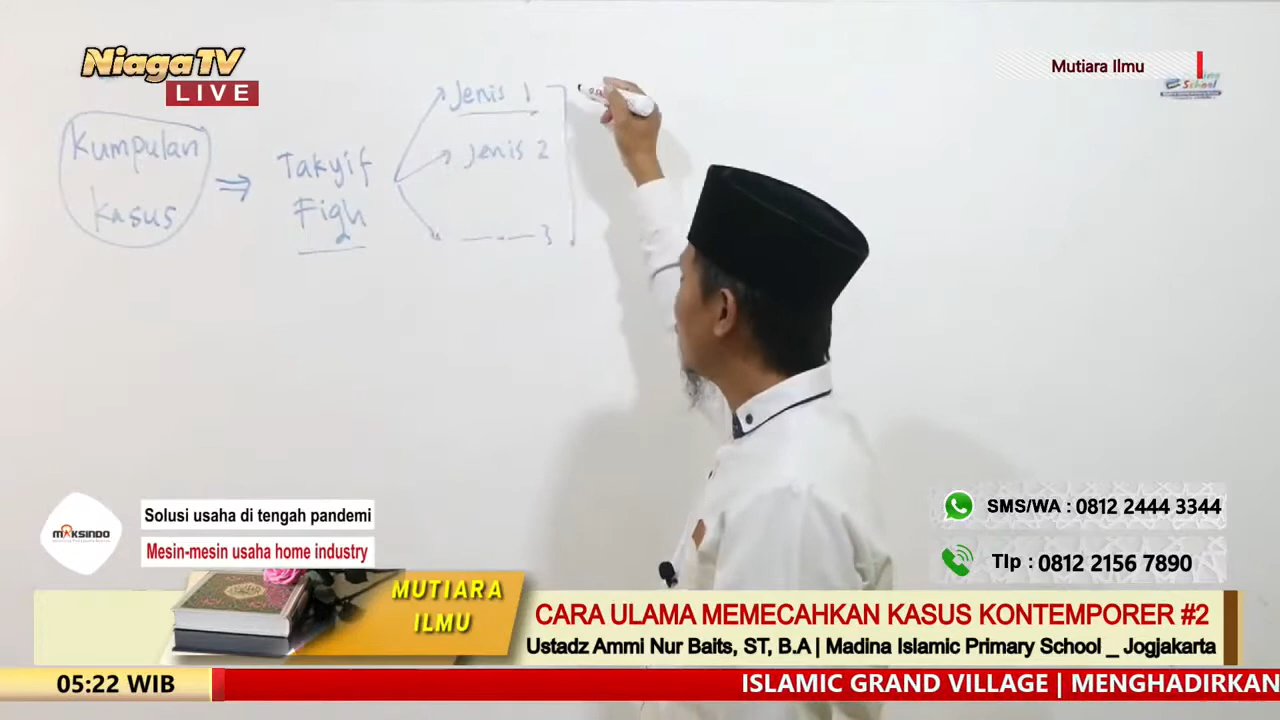 NiagaTV
LIVE
Mutiara Ilmu
School
Kumpulan
kasus
⇒
Takyif
Fiqh
Jenis 1
Jenis 2
3
MAKSINDO
Solusi usaha di tengah pandemi
Mesin-mesin usaha home industry
SMS/WA : 0812 2444 3344
Tlp : 0812 2156 7890
MUTIARA
ILMU
CARA ULAMA MEMECAHKAN KASUS KONTEMPORER #2
Ustadz Ammi Nur Baits, ST, B.A | Madina Islamic Primary School _ Jogjakarta
05:22 WIB
ISLAMIC GRAND VILLAGE | MENGHADIRKAN